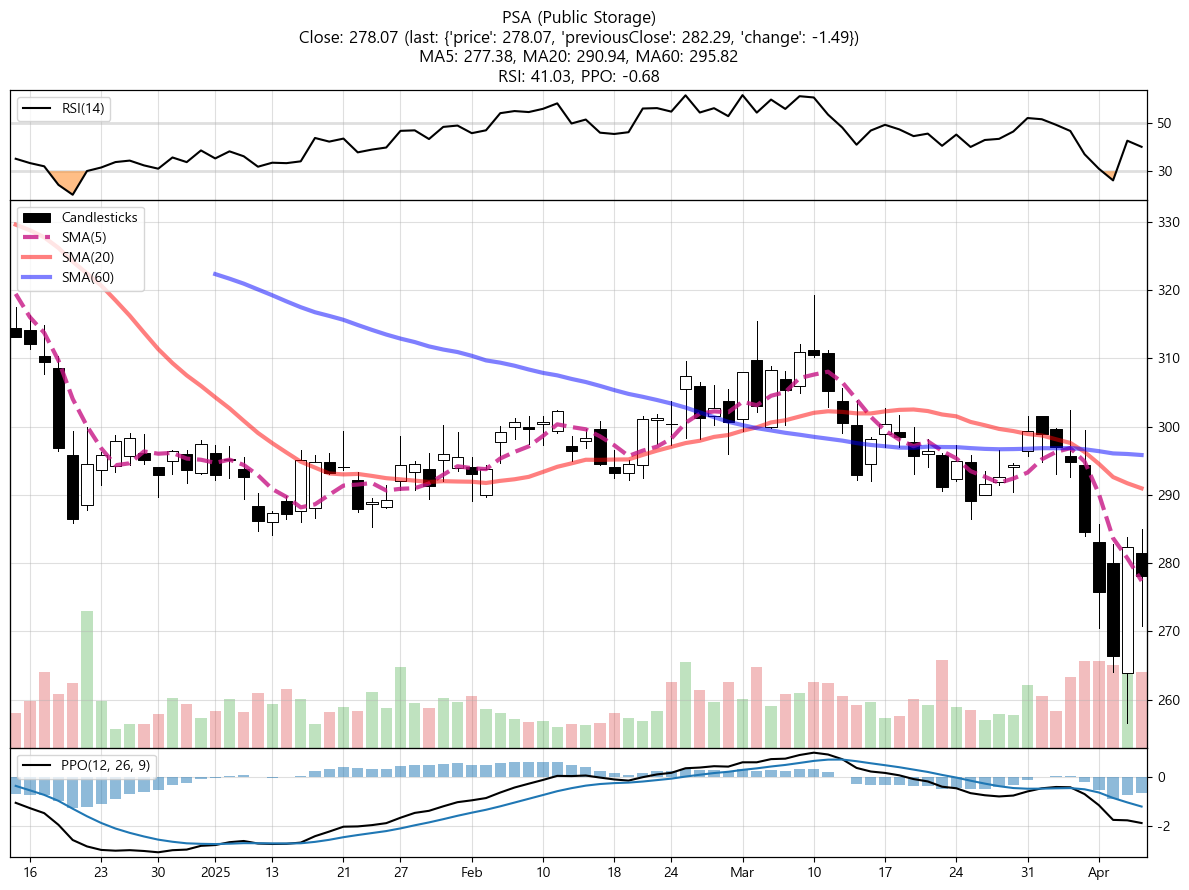 PSA (Public Storage)
Close: 278.07 (last: {'price': 278.07, 'previousClose': 282.29, 'change': -1.49})
MA5: 277.38, MA20: 290.94, MA60: 295.82
RSI: 41.03, PPO: -0.68
RSI(14)
50
30
Candlesticks
SMA(5)
SMA(20)
SMA(60)
330
320
310
300
290
280
270
260
PPO(12, 26, 9)
0
-2
16 23 30 2025 13 21 27 Feb 10 18 24 Mar 10 17 24 31 Apr